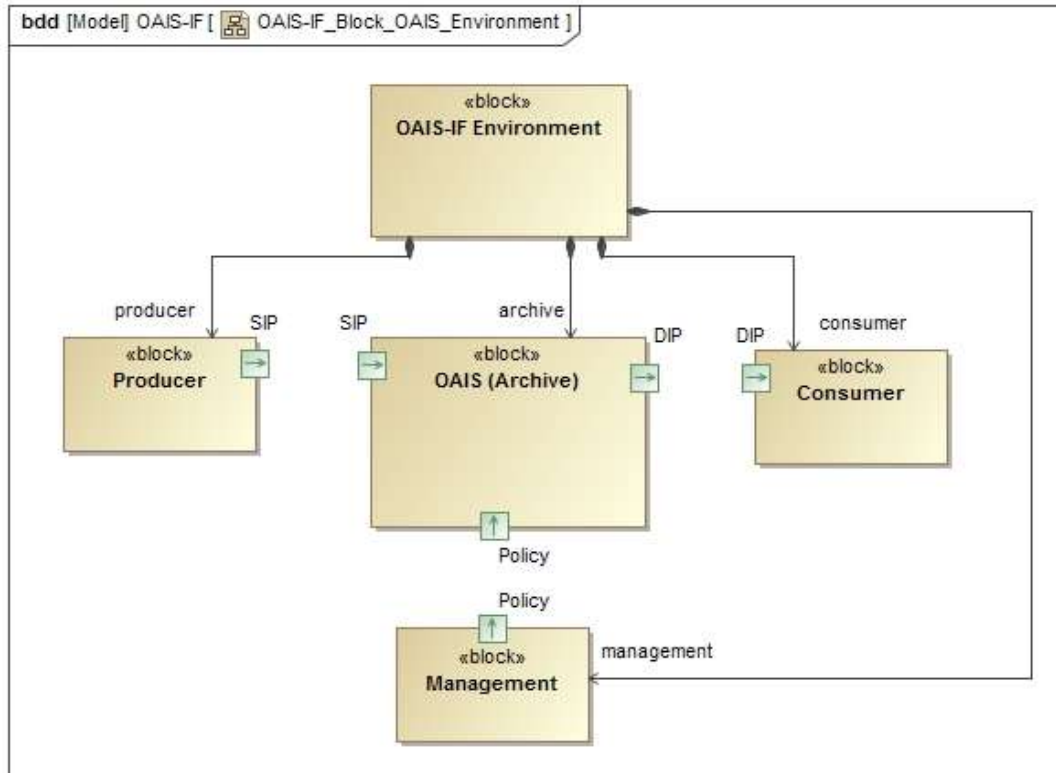 bdd [Model] OAIS-IF [ OAIS-IF_Block_OAIS_Environment ]
«block»
OAIS-IF Environment
producer
SIP
SIP
archive
DIP
DIP
consumer
«block»
Producer
«block»
OAIS (Archive)
«block»
Consumer
Policy
Policy
«block»
Management
management